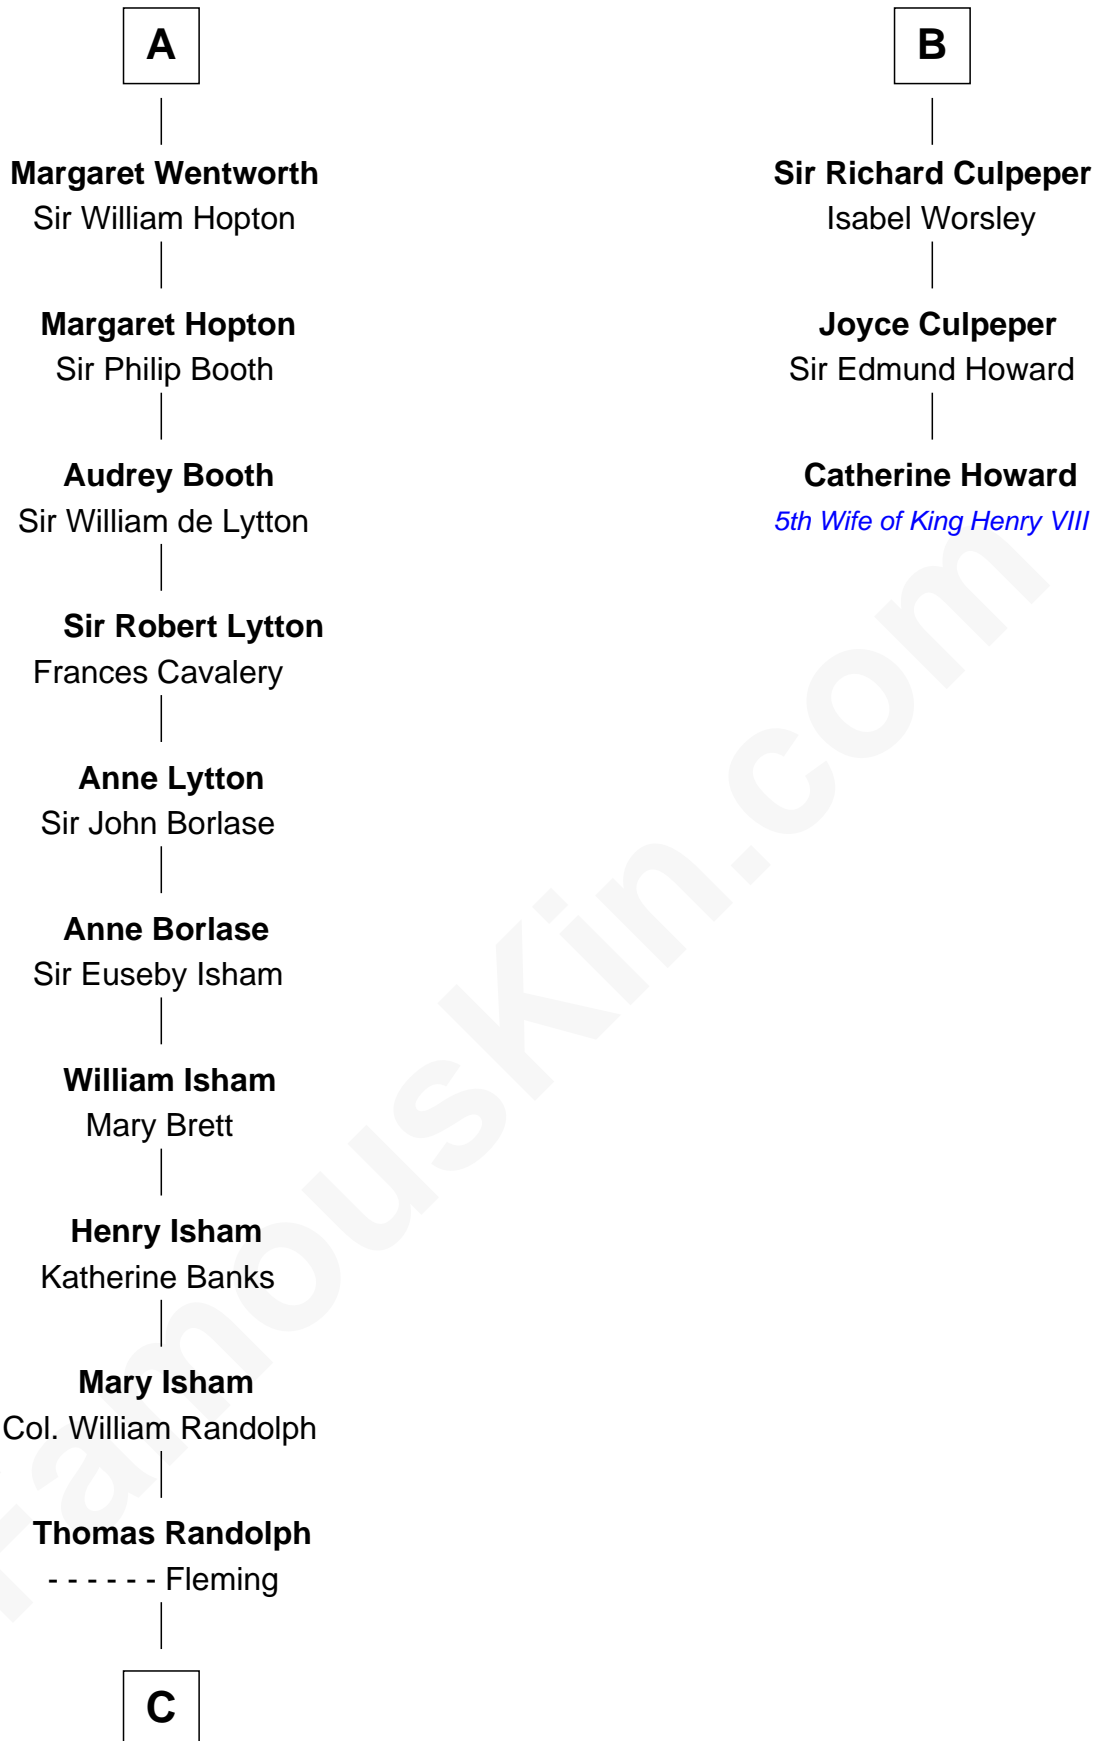 A
Margaret Wentworth
Sir William Hopton
Margaret Hopton
Sir Philip Booth
Audrey Booth
Sir William de Lytton
Sir Robert Lytton
Frances Cavalery
Anne Lytton
Sir John Borlase
Anne Borlase
Sir Euseby Isham
William Isham
Mary Brett
Henry Isham
Katherine Banks
Mary Isham
Col. William Randolph
Thomas Randolph
- - - - - - Fleming
C
B
Sir Richard Culpeper
Isabel Worsley
Joyce Culpeper
Sir Edmund Howard
Catherine Howard
5th Wife of King Henry VIII
FamousKin.com